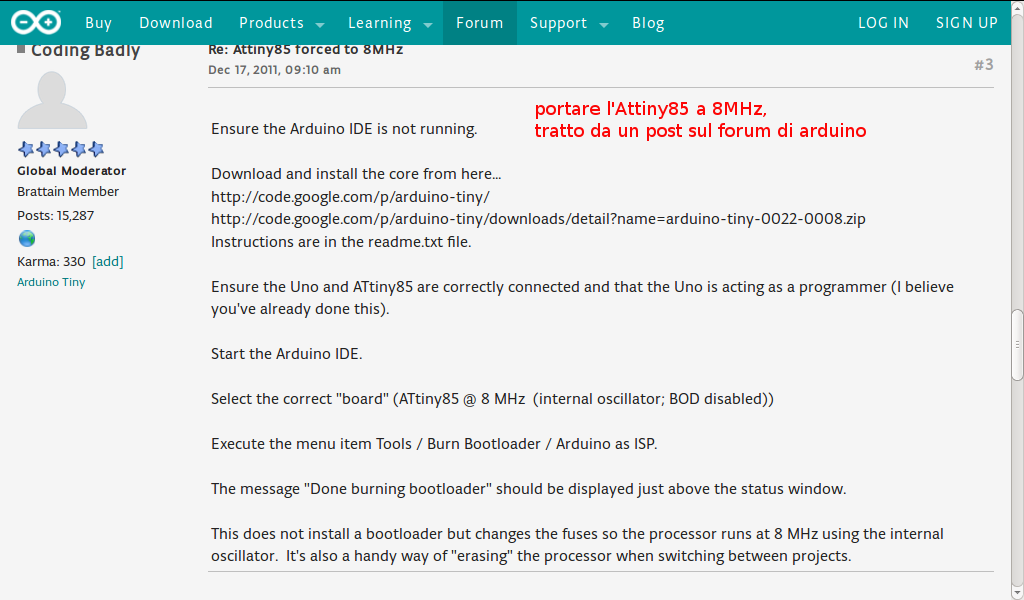 Buy Download Products Learning Forum Support Blog LOG IN SIGN UP
Coding Badly
Global Moderator
Brattain Member
Posts: 15,287
Karma: 330 [add]
Arduino Tiny
Re: Attiny85 forced to 8MHz
Dec 17, 2011, 09:10 am
#3
portare l'Attiny85 a 8MHz,
tratto da un post sul forum di arduino
Ensure the Arduino IDE is not running.
Download and install the core from here...
http://code.google.com/p/arduino-tiny/
http://code.google.com/p/arduino-tiny/downloads/detail?name=arduino-tiny-0022-0008.zip
Instructions are in the readme.txt file.
Ensure the Uno and ATtiny85 are correctly connected and that the Uno is acting as a programmer (I believe
you've already done this).
Start the Arduino IDE.
Select the correct "board" (ATtiny85 @ 8 MHz  (internal oscillator; BOD disabled))
Execute the menu item Tools / Burn Bootloader / Arduino as ISP.
The message "Done burning bootloader" should be displayed just above the status window.
This does not install a bootloader but changes the fuses so the processor runs at 8 MHz using the internal
oscillator.  It's also a handy way of "erasing" the processor when switching between projects.